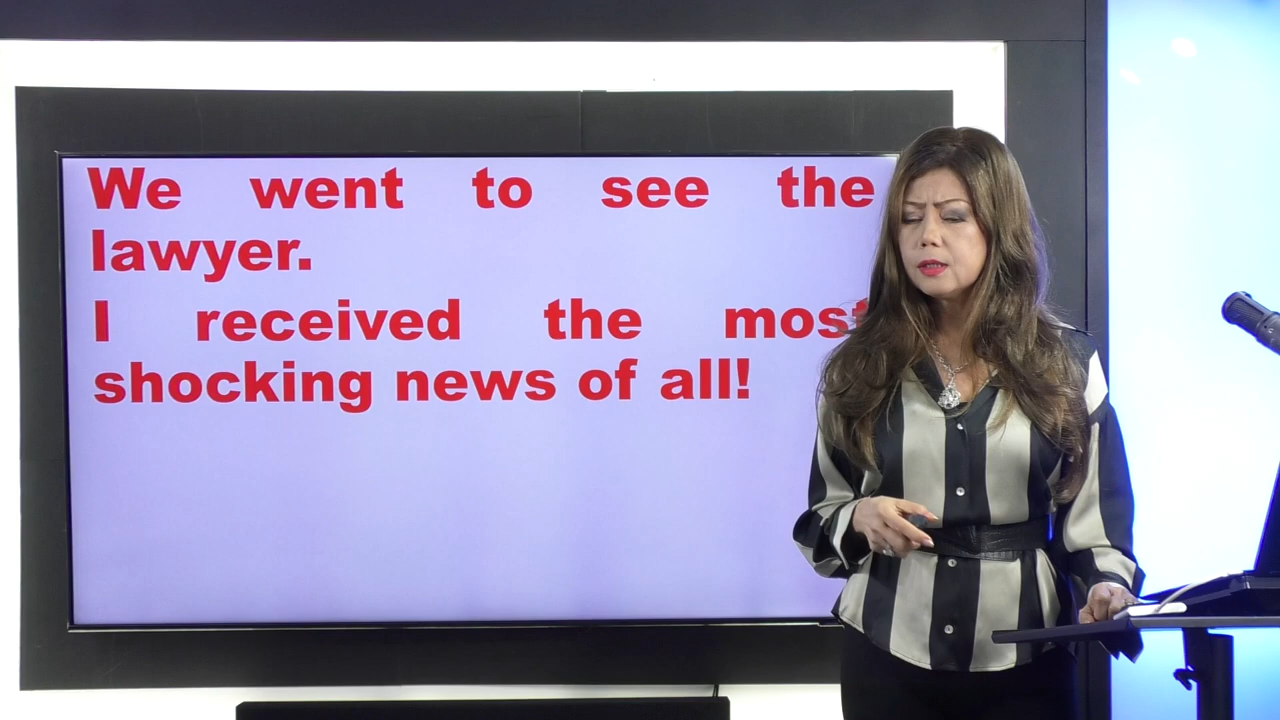 We went to see the
lawyer.
I received the most
shocking news of all!